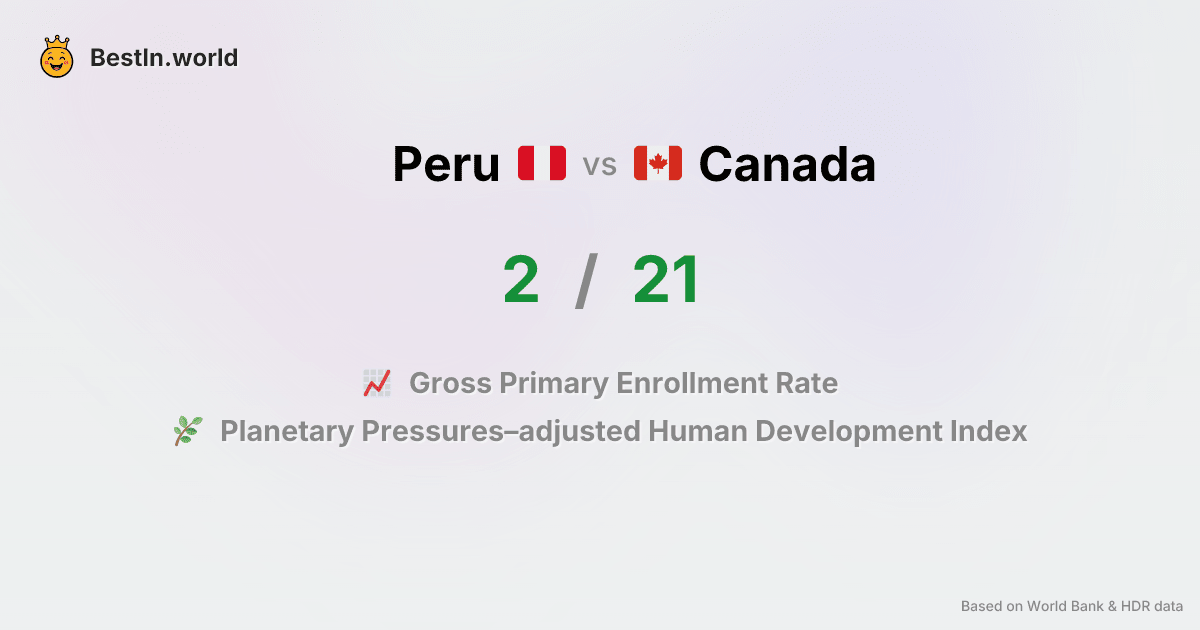 BestIn.world
Peru vs Canada
2 / 21
Gross Primary Enrollment Rate
Planetary Pressures–adjusted Human Development Index
Based on World Bank & HDR data